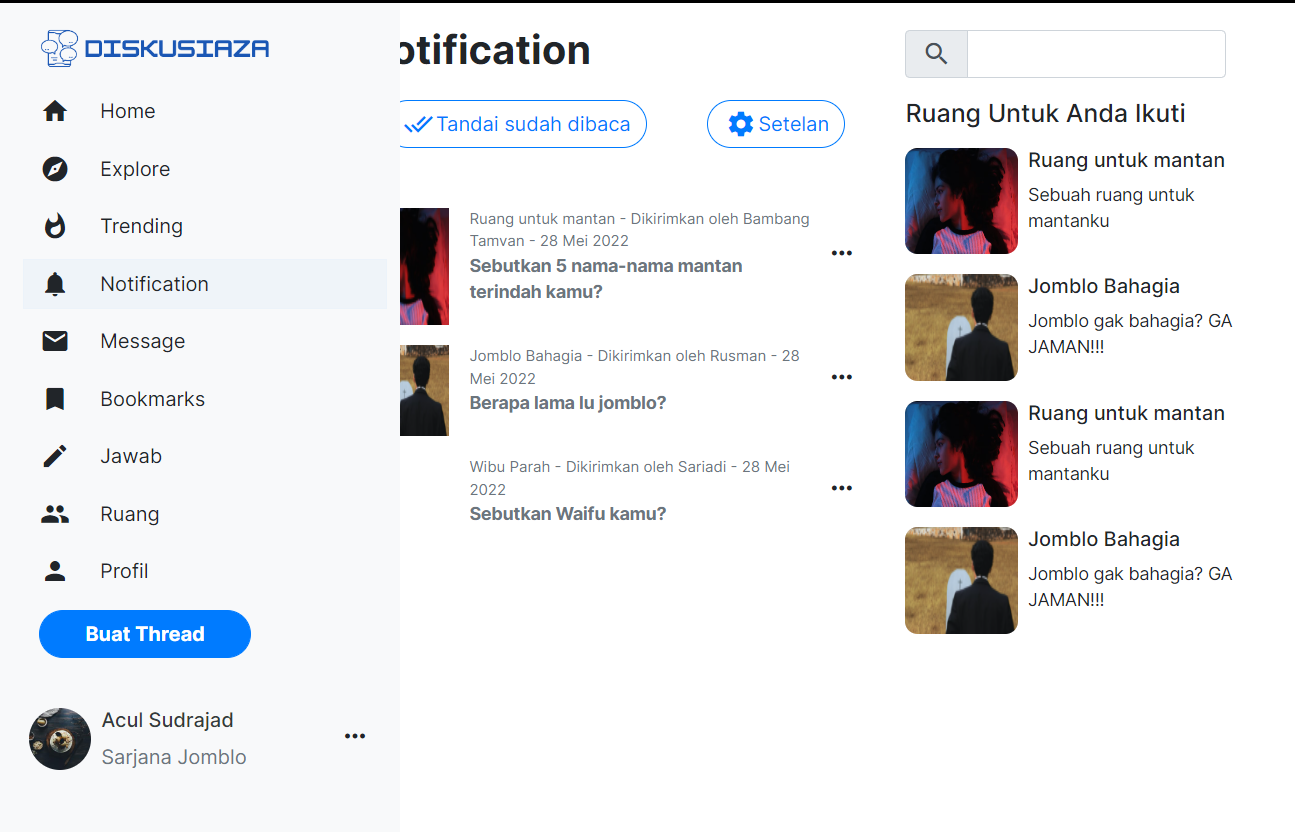 DISKUSIAZA
Home
Explore
Trending
Notification
Message
Bookmarks
Jawab
Ruang
Profil
Buat Thread
Acul Sudrajad
Sarjana Jomblo
otification
Tandai sudah dibaca
Setelan
Ruang untuk mantan - Dikirimkan oleh Bambang
Tamvan - 28 Mei 2022
Sebutkan 5 nama-nama mantan
terindah kamu?
Jomblo Bahagia - Dikirimkan oleh Rusman - 28
Mei 2022
Berapa lama lu jomblo?
Wibu Parah - Dikirimkan oleh Sariadi - 28 Mei
2022
Sebutkan Waifu kamu?
Ruang Untuk Anda Ikuti
Ruang untuk mantan
Sebuah ruang untuk
mantanku
Jomblo Bahagia
Jomblo gak bahagia? GA
JAMAN!!!
Ruang untuk mantan
Sebuah ruang untuk
mantanku
Jomblo Bahagia
Jomblo gak bahagia? GA
JAMAN!!!